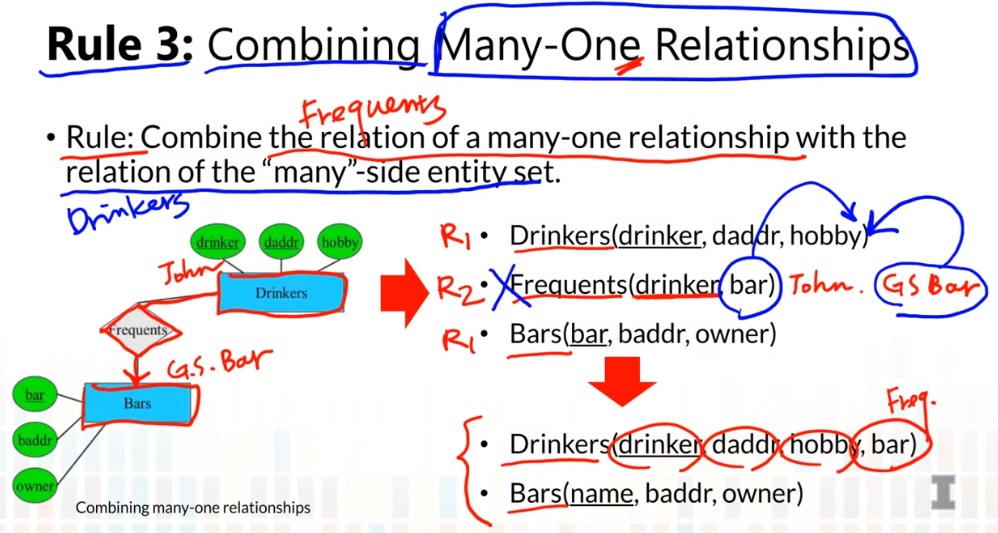 Rule 3: Combining Many-One Relationships
Frequents
• Rule: Combine the relation of a many-one relationship with the
relation of the "many"-side entity set.
Drinkers
drinker
daddr
hobby
John
Drinkers
Frequents
G.S. Bar
bar
Bars
baddr
owner
Combining many-one relationships
R1 • Drinkers(drinker, daddr, hobby)
R2 • Frequents(drinker, bar) John. GS Bar
R1 • Bars(bar, baddr, owner)
Freq.
• Drinkers(drinker, daddr, hobby, bar)
• Bars(name, baddr, owner)
I